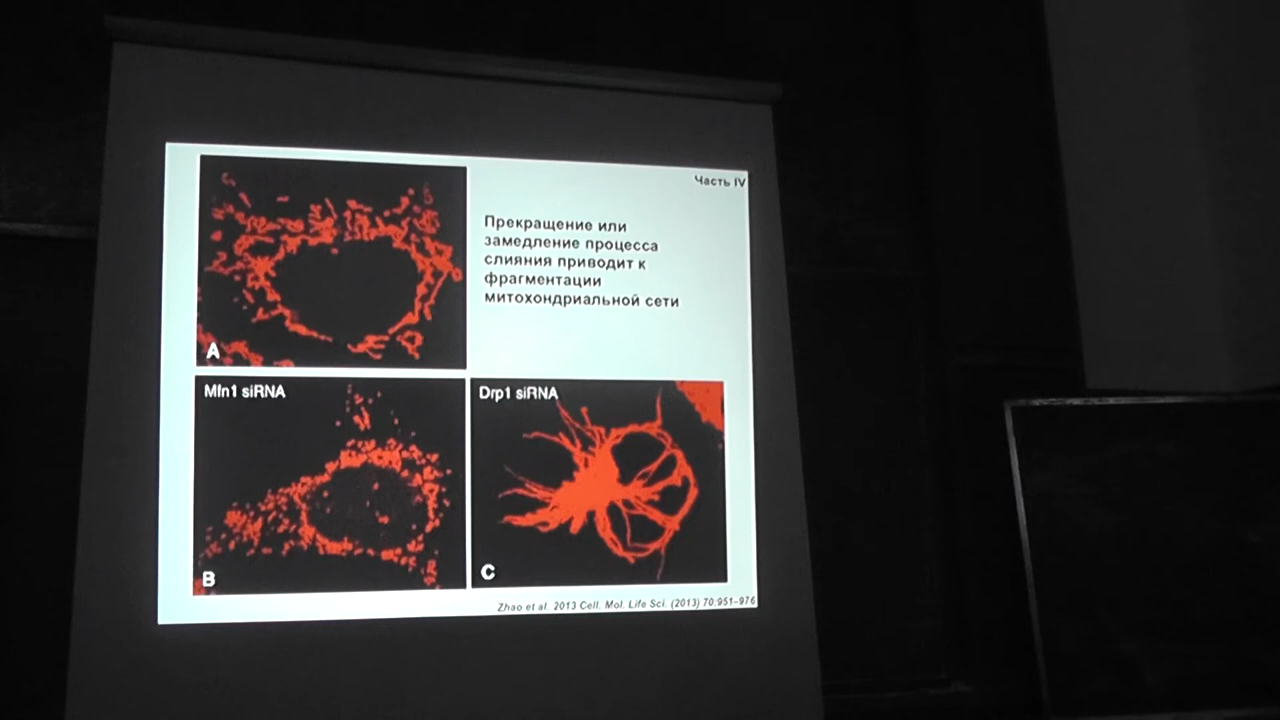 Часть IV
Прекращение или
замедление процесса
слияния приводит к
фрагментации
митохондриальной сети
A
Mfn1 siRNA
Drp1 siRNA
B
C
Zhao et al. 2013 Cell. Mol. Life Sci. (2013) 70:951–976